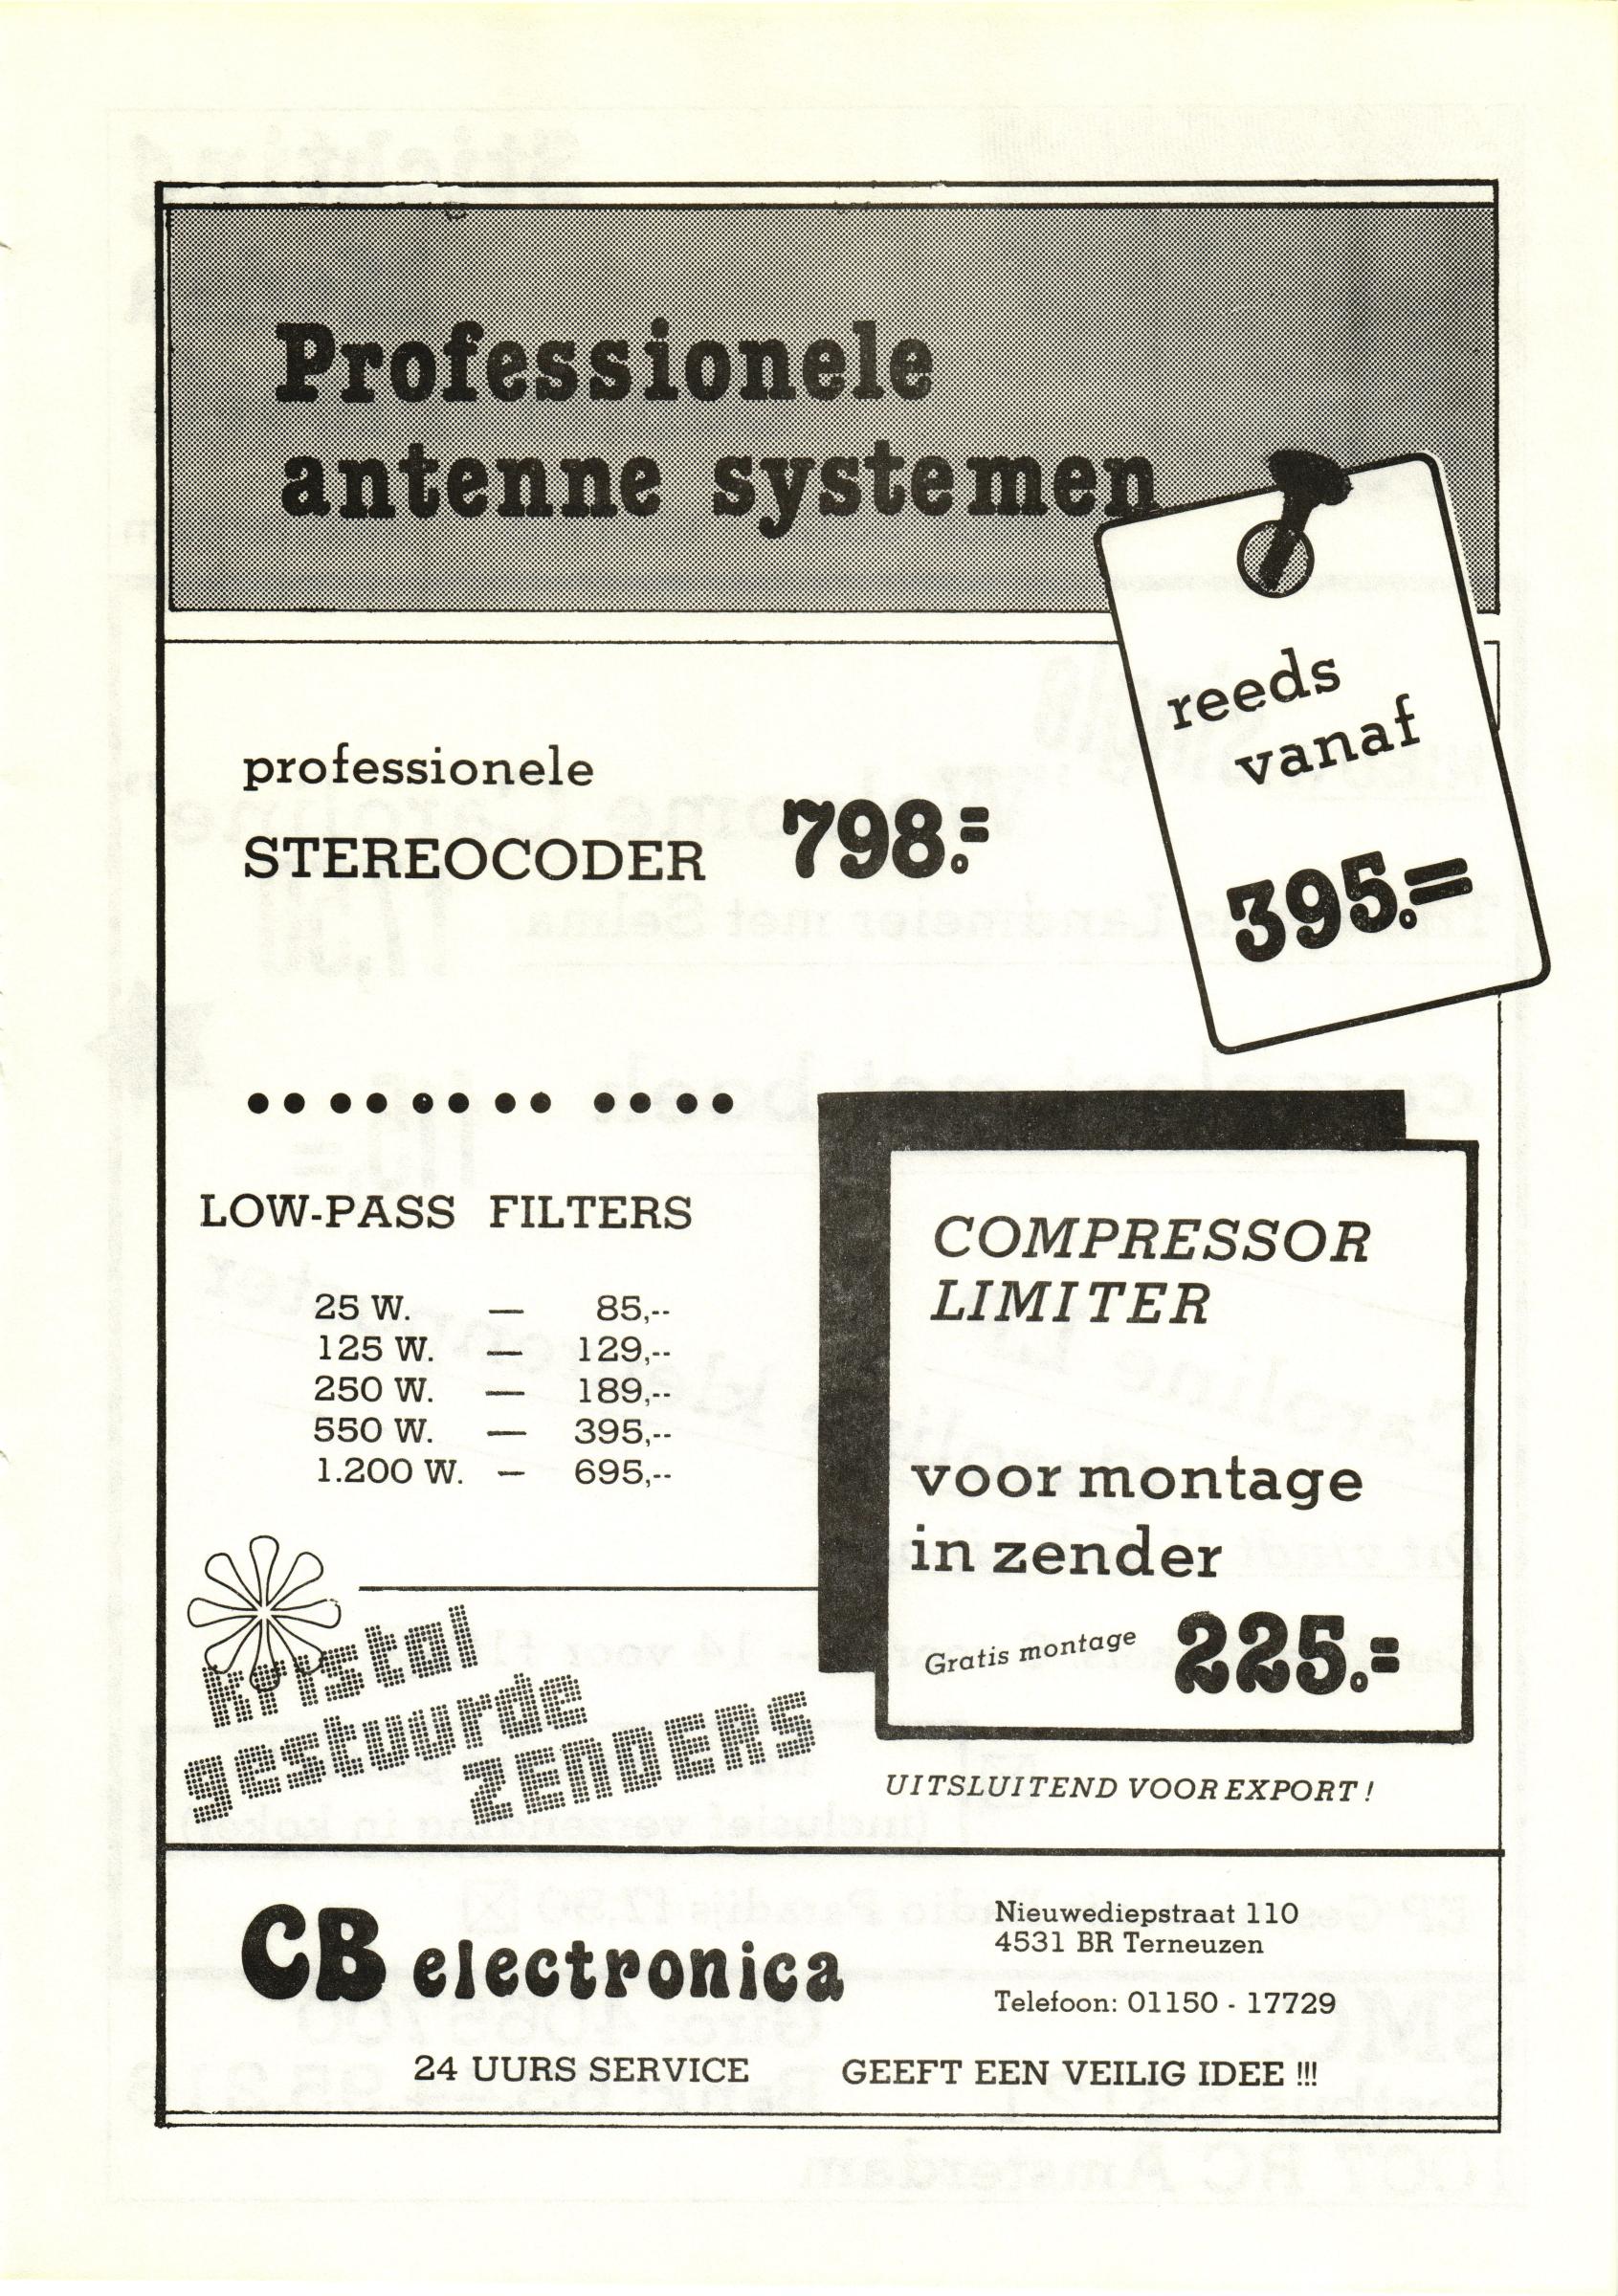 Professionele
antenne systemen
reeds
vanaf
395.=
professionele
STEREOCODER 798.=
LOW-PASS FILTERS
25 W. — 85,--
125 W. — 129,--
250 W. — 189,--
550 W. — 395,--
1.200 W. — 695,--
COMPRESSOR
LIMITER
voor montage
in zender
Gratis montage 225.=
kristal
gestuurde
ZENDERS
UITSLUITEND VOOR EXPORT !
CB electronica
Nieuwediepstraat 110
4531 BR Terneuzen
Telefoon: 01150 - 17729
24 UURS SERVICE GEEFT EEN VEILIG IDEE !!!